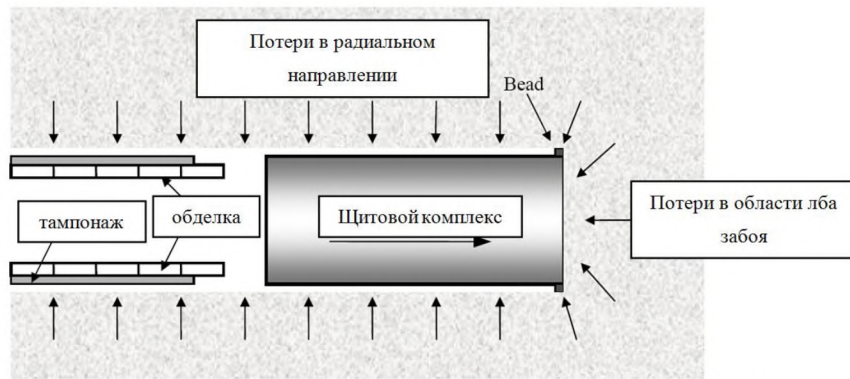 Потери в радиальном
направлении
Bead
тампонаж
обделка
Щитовой комплекс
Потери в области лба
забоя